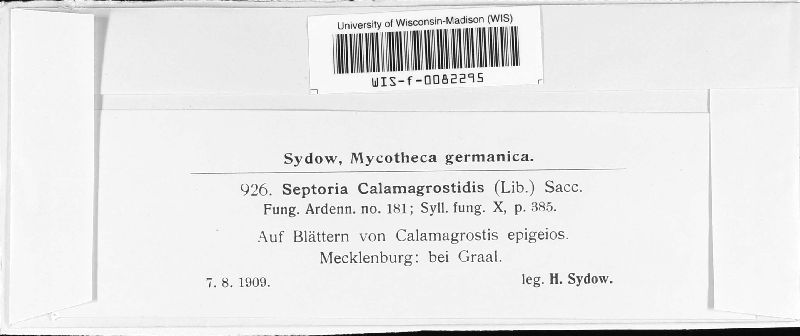 University of Wisconsin-Madison (WIS)
WIS-f-0082295
Sydow, Mycotheca germanica.
926. Septoria Calamagrostidis (Lib.) Sacc.
Fung. Ardenn. no. 181; Syll. fung. X, p. 385.
Auf Blättern von Calamagrostis epigeios.
Mecklenburg: bei Graal.
7. 8. 1909. leg. H. Sydow.